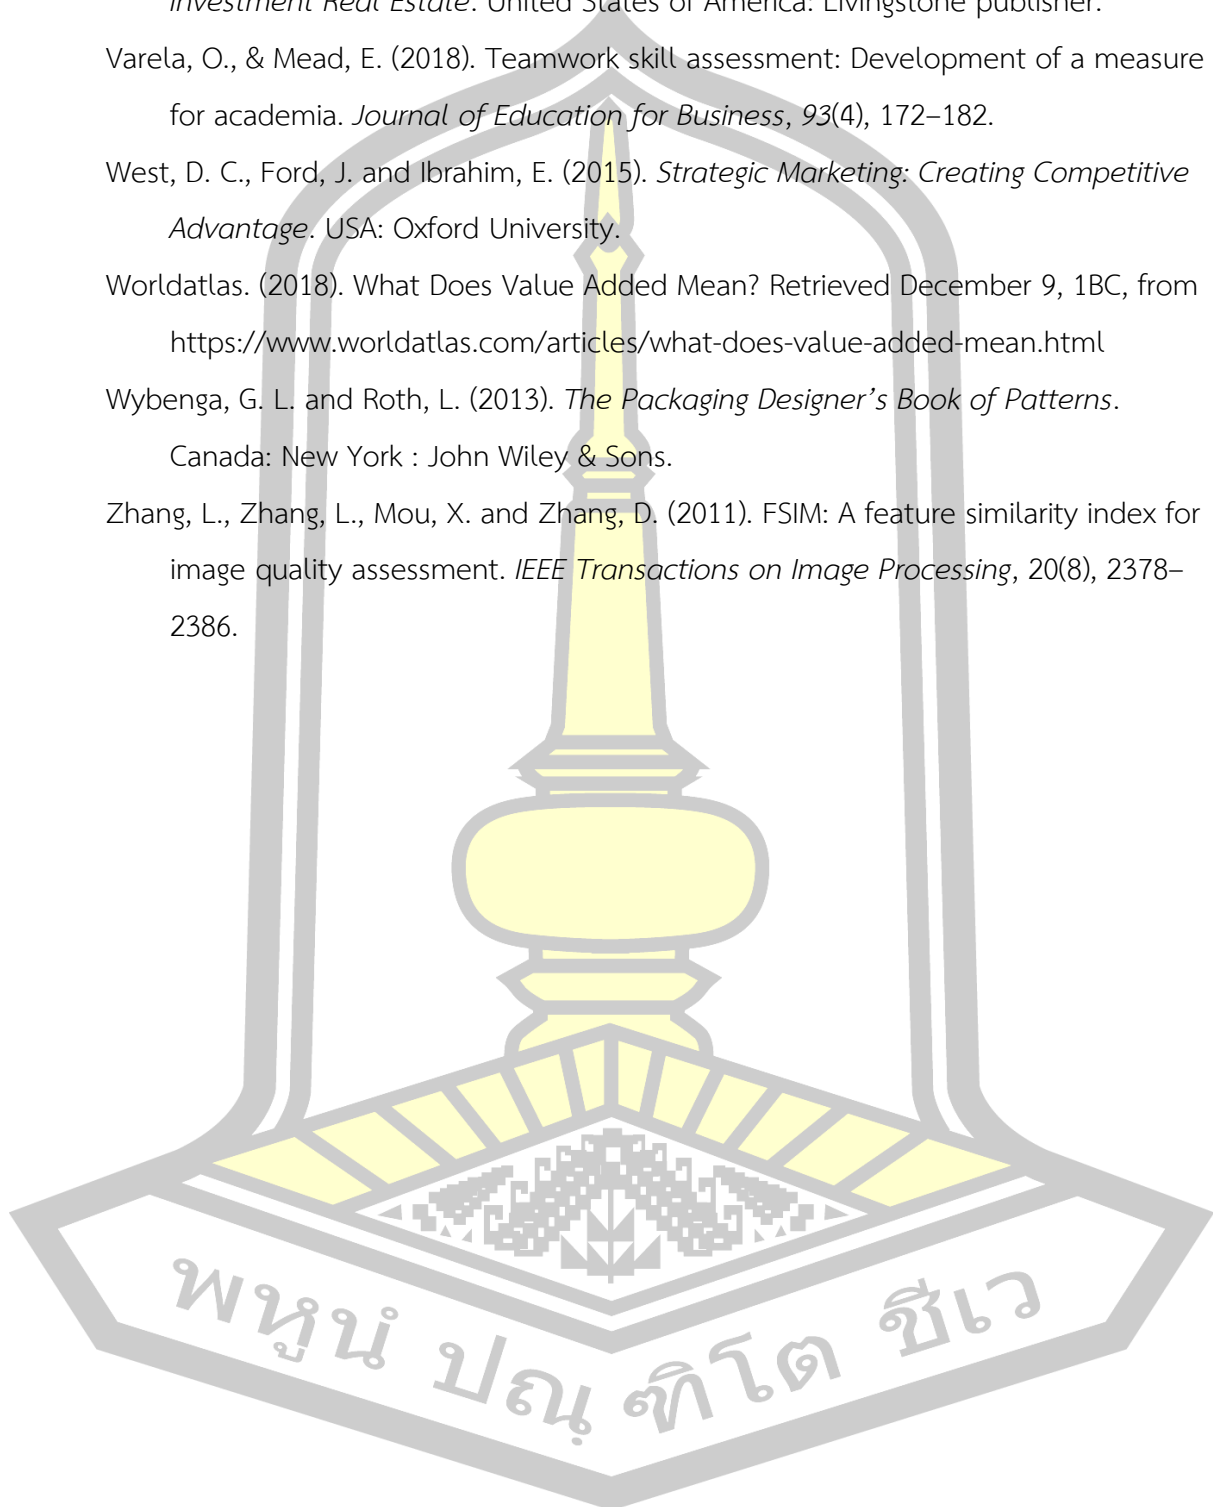 Investment Real Estate. United States of America: Livingstone publisher.
Varela, O., & Mead, E. (2018). Teamwork skill assessment: Development of a measure
for academia. Journal of Education for Business, 93(4), 172–182.
West, D. C., Ford, J. and Ibrahim, E. (2015). Strategic Marketing: Creating Competitive
Advantage. USA: Oxford University.
Worldatlas. (2018). What Does Value Added Mean? Retrieved December 9, 1BC, from
https://www.worldatlas.com/articles/what-does-value-added-mean.html
Wybenga, G. L. and Roth, L. (2013). The Packaging Designer’s Book of Patterns.
Canada: New York : John Wiley & Sons.
Zhang, L., Zhang, L., Mou, X. and Zhang, D. (2011). FSIM: A feature similarity index for
image quality assessment. IEEE Transactions on Image Processing, 20(8), 2378–
2386.
พหูนํ ปณฺฑิโต ชีเว